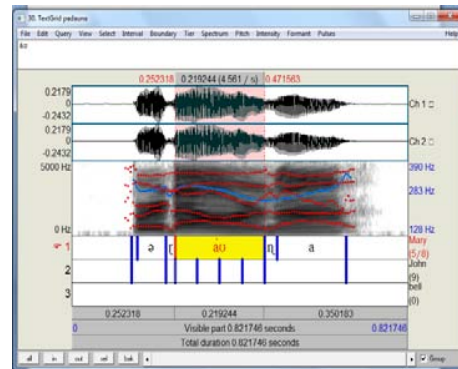 30. TextGrid padauna
File Edit Query View Select Interval Boundary Tier Spectrum Pitch Intensity Formant Pulses Help
0.252318 0.219244 (4.561 / s) 0.471563
0.2179
0
-0.2432
Ch 1
0.2179
0
-0.2432
Ch 2
5000 Hz 390 Hz
283 Hz
0 Hz 128 Hz
1 ə ɽ ãʊ ɳ a Mary
(5/8)
2 John
(9)
3 bell
(0)
0.252318 0.219244 0.350183
0 Visible part 0.821746 seconds 0.821746
Total duration 0.821746 seconds
all in out sel bak Group